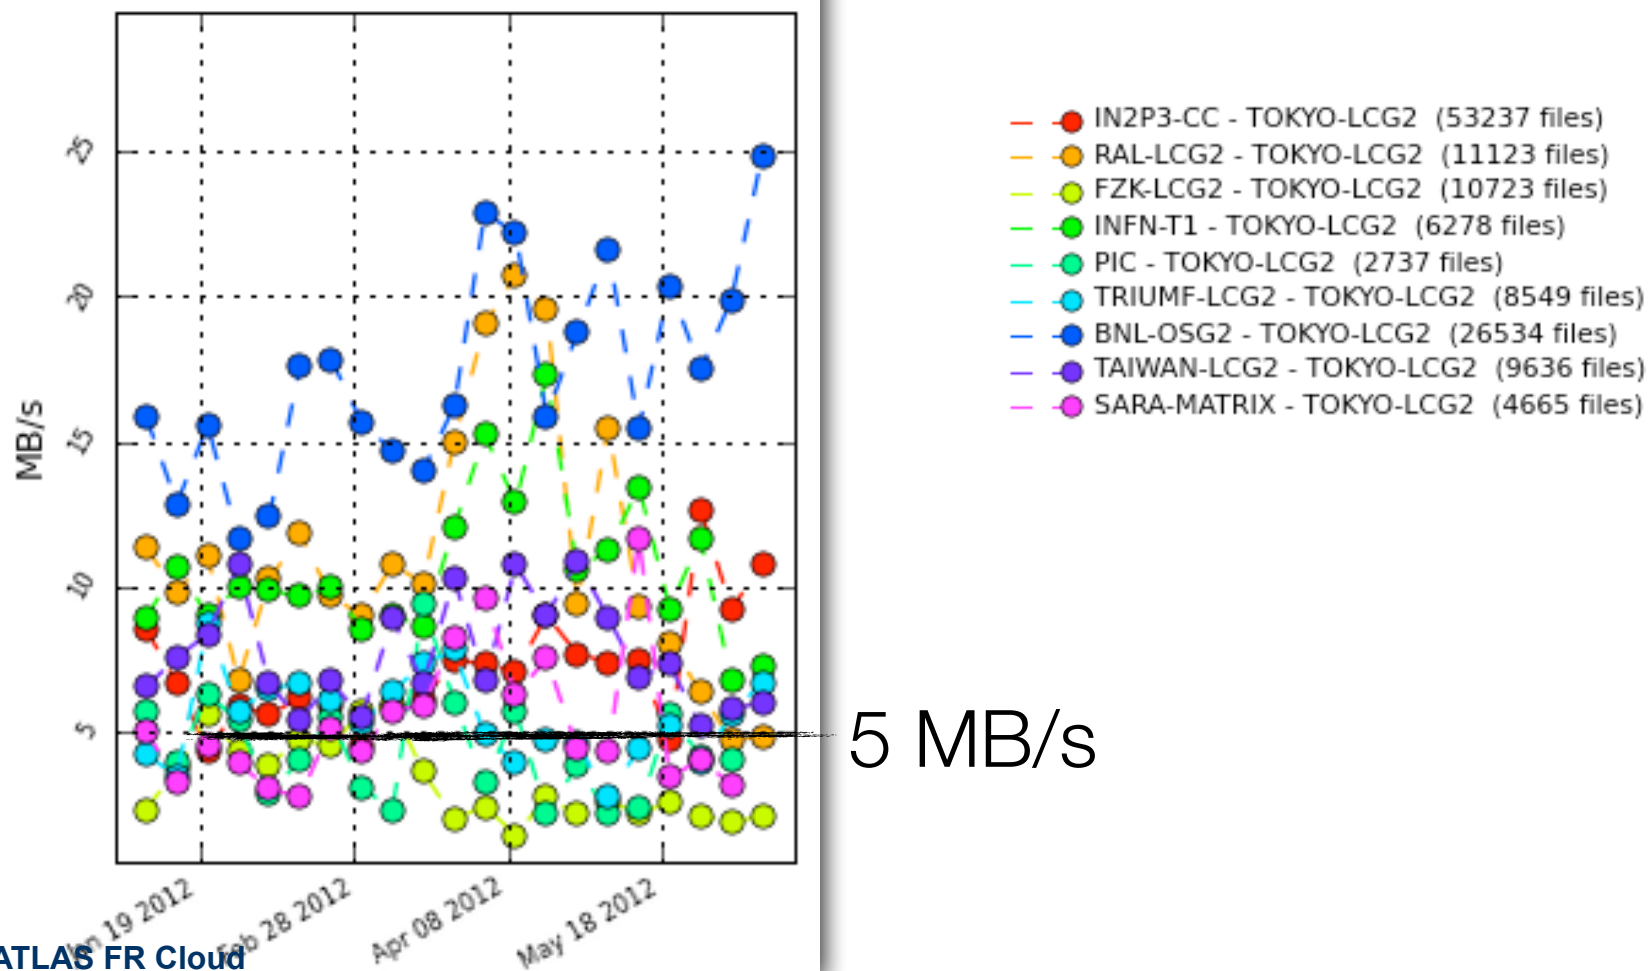 MB/s
25
20
15
10
5
19 2012
28 2012
Apr 08 2012
May 18 2012
ATLAS FR Cloud
5 MB/s
IN2P3-CC - TOKYO-LCG2 (53237 files)
RAL-LCG2 - TOKYO-LCG2 (11123 files)
FZK-LCG2 - TOKYO-LCG2 (10723 files)
INFN-T1 - TOKYO-LCG2 (6278 files)
PIC - TOKYO-LCG2 (2737 files)
TRIUMF-LCG2 - TOKYO-LCG2 (8549 files)
BNL-OSG2 - TOKYO-LCG2 (26534 files)
TAIWAN-LCG2 - TOKYO-LCG2 (9636 files)
SARA-MATRIX - TOKYO-LCG2 (4665 files)